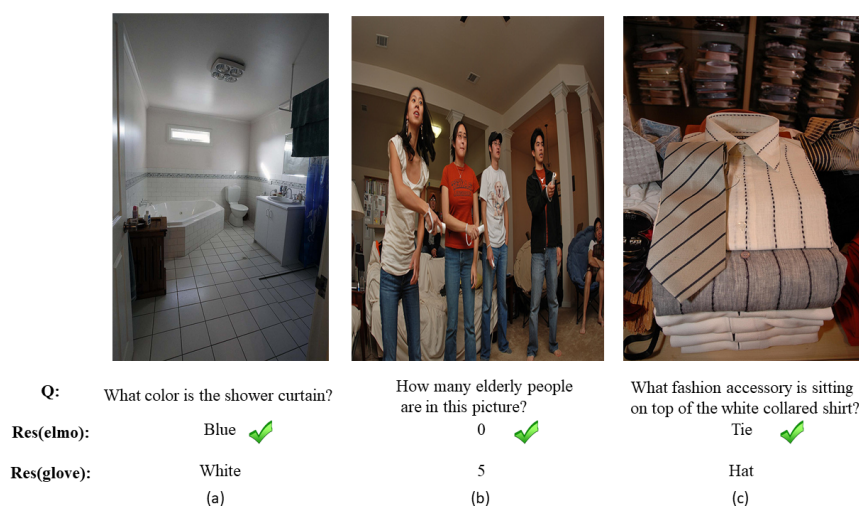 Q:
What color is the shower curtain?
How many elderly people
are in this picture?
What fashion accessory is sitting
on top of the white collared shirt?
Res(elmo):
Blue
0
Tie
Res(glove):
White
5
Hat
(a)
(b)
(c)